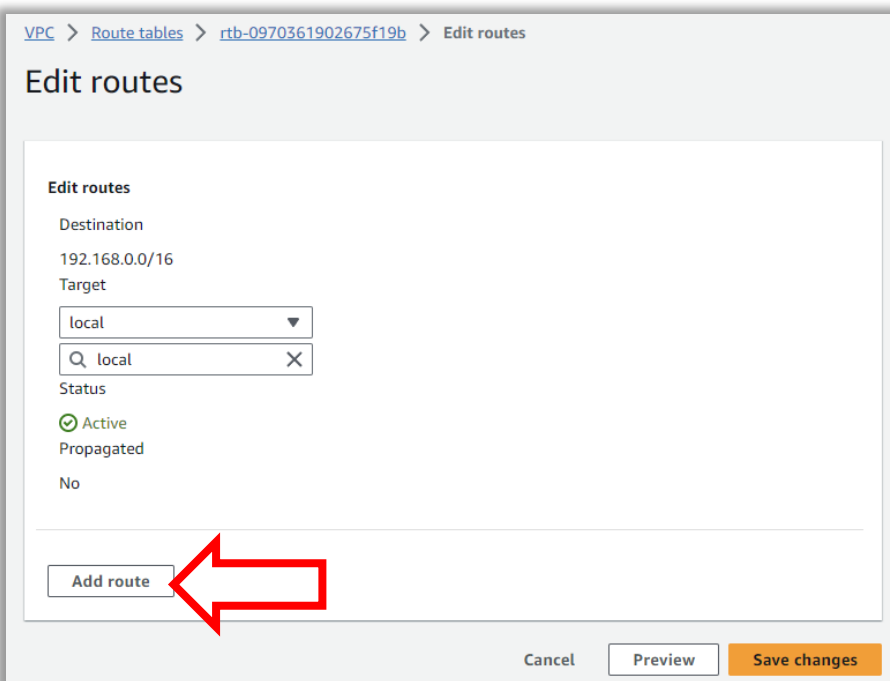 VPC > Route tables > rtb-0970361902675f19b > Edit routes
Edit routes
Edit routes
Destination
192.168.0.0/16
Target
local
local
Status
Active
Propagated
No
Add route
Cancel Preview Save changes